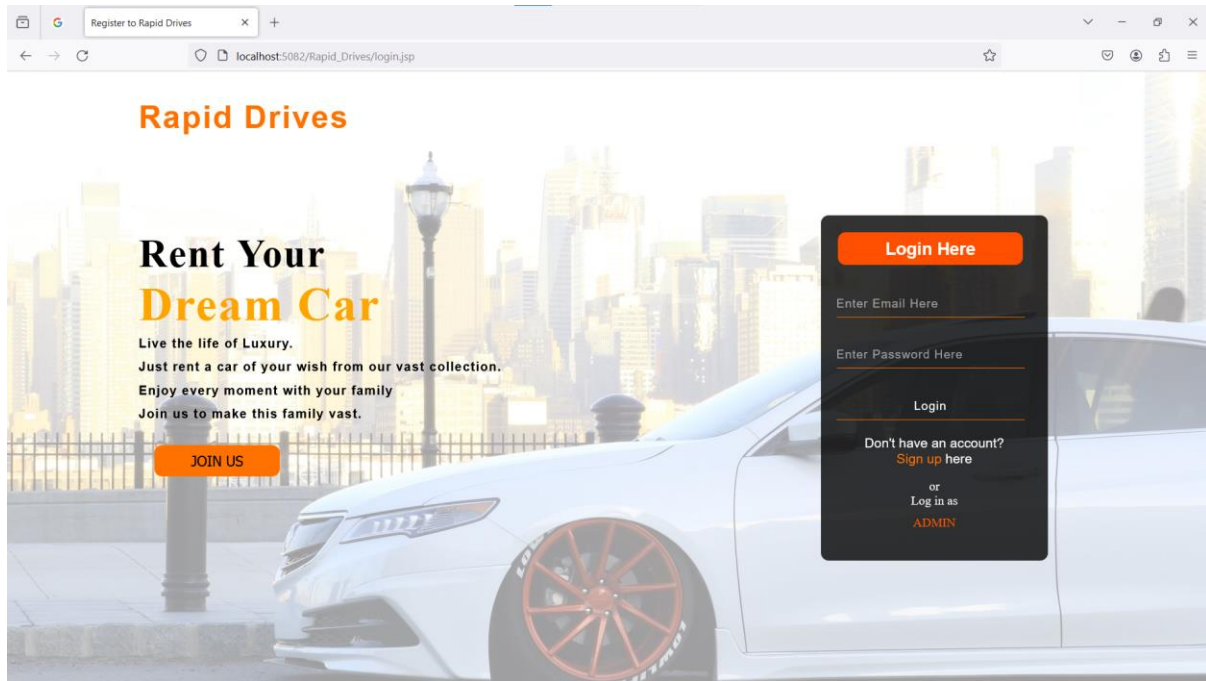 Register to Rapid Drives
localhost:5082/Rapid_Drives/login.jsp
Rapid Drives
Rent Your
Dream Car
Live the life of Luxury.
Just rent a car of your wish from our vast collection.
Enjoy every moment with your family
Join us to make this family vast.
JOIN US
Login Here
Enter Email Here
Enter Password Here
Login
Don't have an account?
Sign up here
or
Log in as
ADMIN